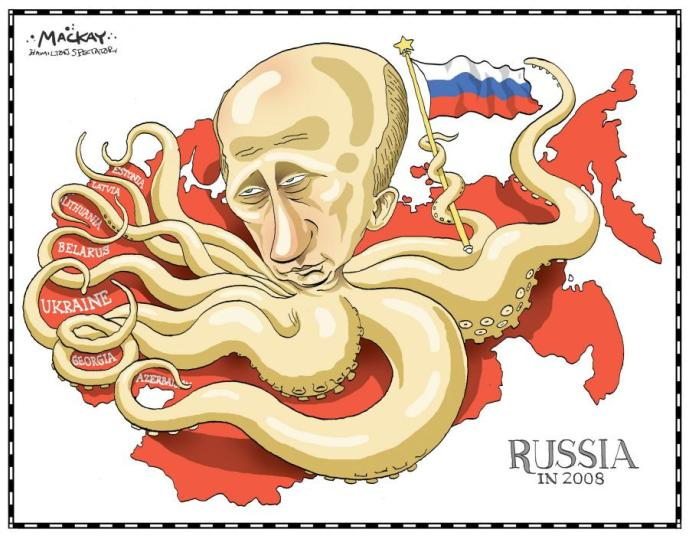 MACKAY
HAMILTON SPECTATOR
ESTONIA
LATVIA
LITHUANIA
BELARUS
UKRAINE
GEORGIA
RUSSIA
IN 2008